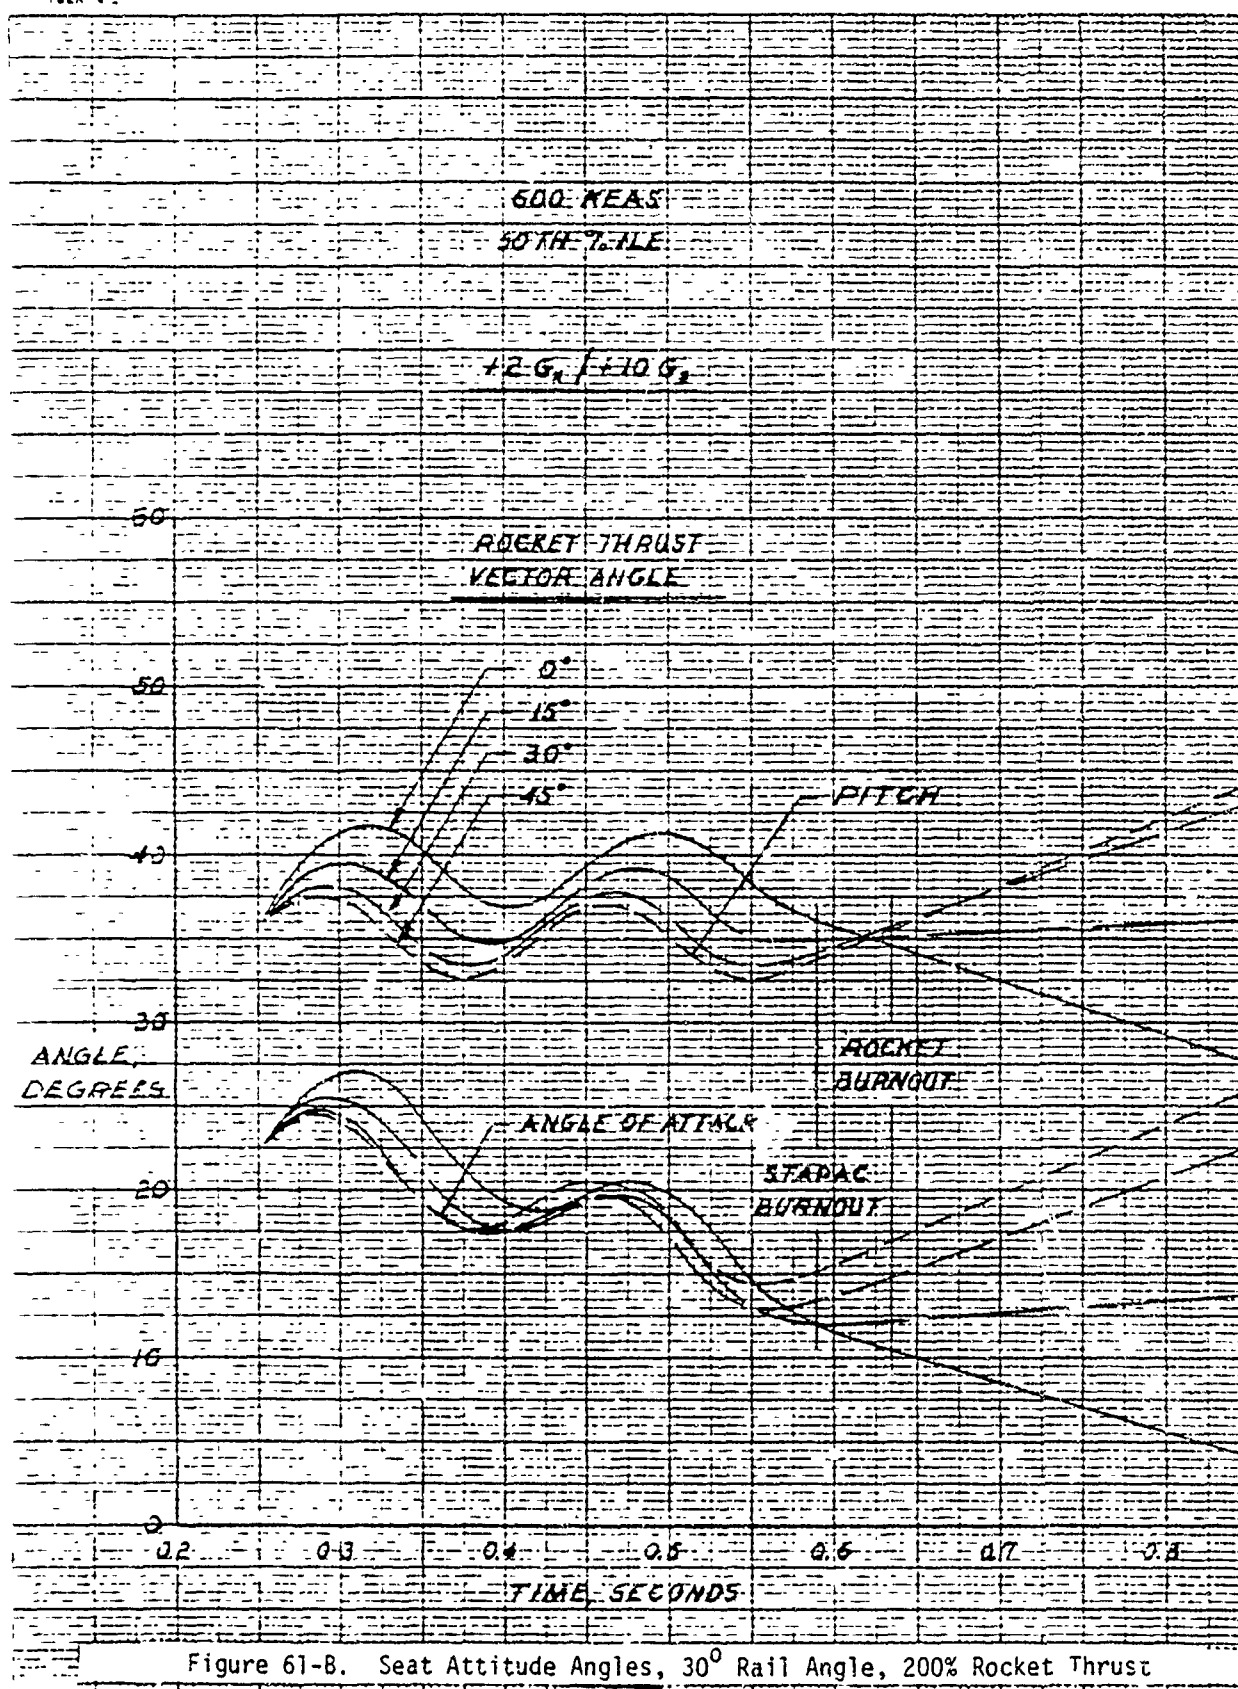 600 KEAS
50TH %ILE
+2 Gx / +10 Gz
60
ROCKET THRUST
VECTOR ANGLE
0°
50
15°
30°
45°
PITCH
40
30
ANGLE,
DEGREES
ROCKET
BURNOUT
ANGLE OF ATTACK
20
STAPAC
BURNOUT
10
0
0.2 0.3 0.4 0.5 0.6 0.7 0.8
TIME, SECONDS
Figure 61-B. Seat Attitude Angles, 30° Rail Angle, 200% Rocket Thrust